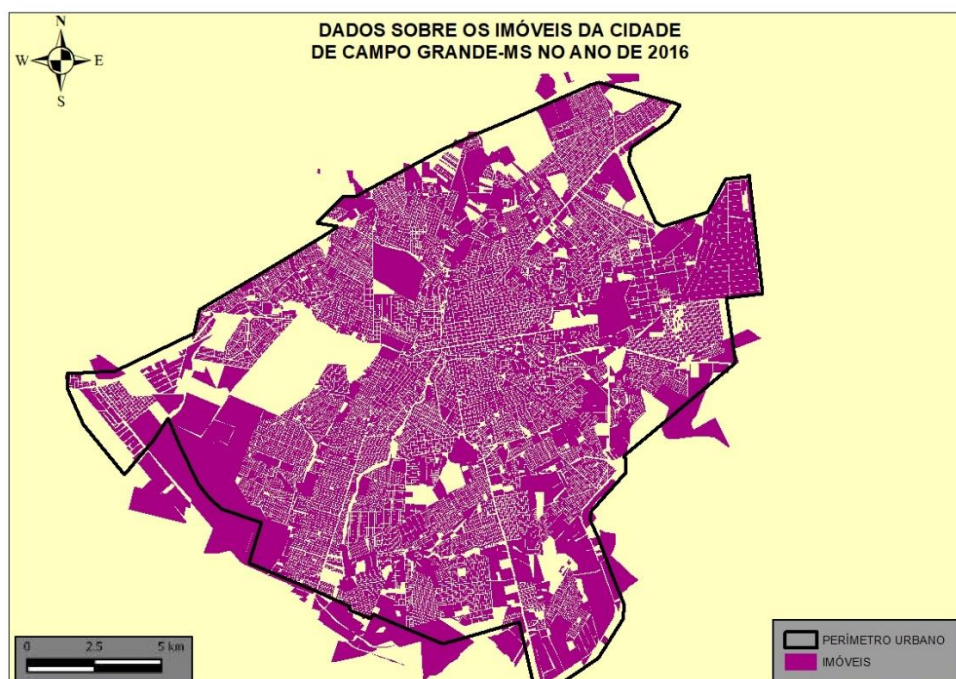 DADOS SOBRE OS IMÓVEIS DA CIDADE
DE CAMPO GRANDE-MS NO ANO DE 2016
N
W E
S
0 2.5 5 km
PERÍMETRO URBANO
IMÓVEIS